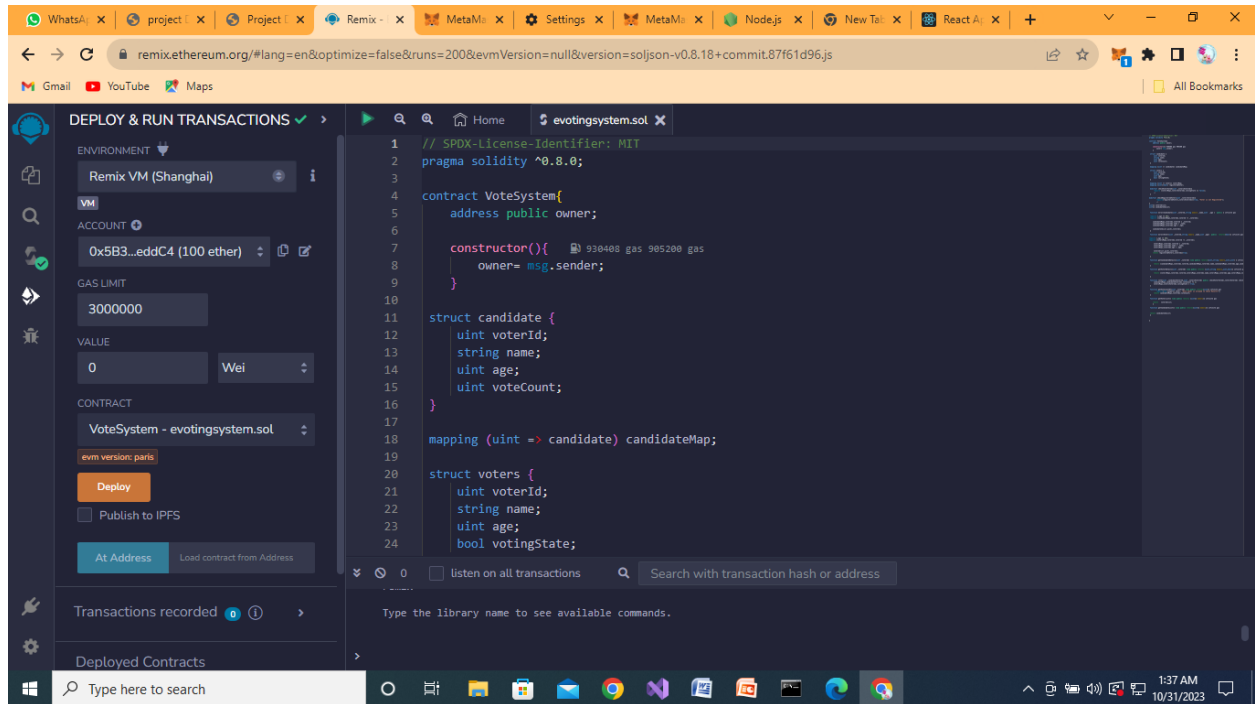 WhatsA
project D
Project D
Remix -
MetaMa
Settings
MetaMa
Node.js
New Tab
React Ap
remix.ethereum.org/#lang=en&optimize=false&runs=200&evmVersion=null&version=soljson-v0.8.18+commit.87f61d96.js
1
Gmail
YouTube
Maps
All Bookmarks
DEPLOY & RUN TRANSACTIONS
ENVIRONMENT
Remix VM (Shanghai)
VM
ACCOUNT
0x5B3...eddC4 (100 ether)
GAS LIMIT
3000000
VALUE
0 Wei
CONTRACT
VoteSystem - evotingsystem.sol
evm version: paris
Deploy
Publish to IPFS
At Address Load contract from Address
Transactions recorded 0
Deployed Contracts
Home evotingsystem.sol
1 // SPDX-License-Identifier: MIT
2 pragma solidity ^0.8.0;
3
4 contract VoteSystem{
5 address public owner;
6
7 constructor(){ 930408 gas 905200 gas
8 owner= msg.sender;
9 }
10
11 struct candidate {
12 uint voterId;
13 string name;
14 uint age;
15 uint voteCount;
16 }
17
18 mapping (uint => candidate) candidateMap;
19
20 struct voters {
21 uint voterId;
22 string name;
23 uint age;
24 bool votingState;
0 listen on all transactions Search with transaction hash or address
Type the library name to see available commands.
>
Type here to search
1:37 AM
10/31/2023